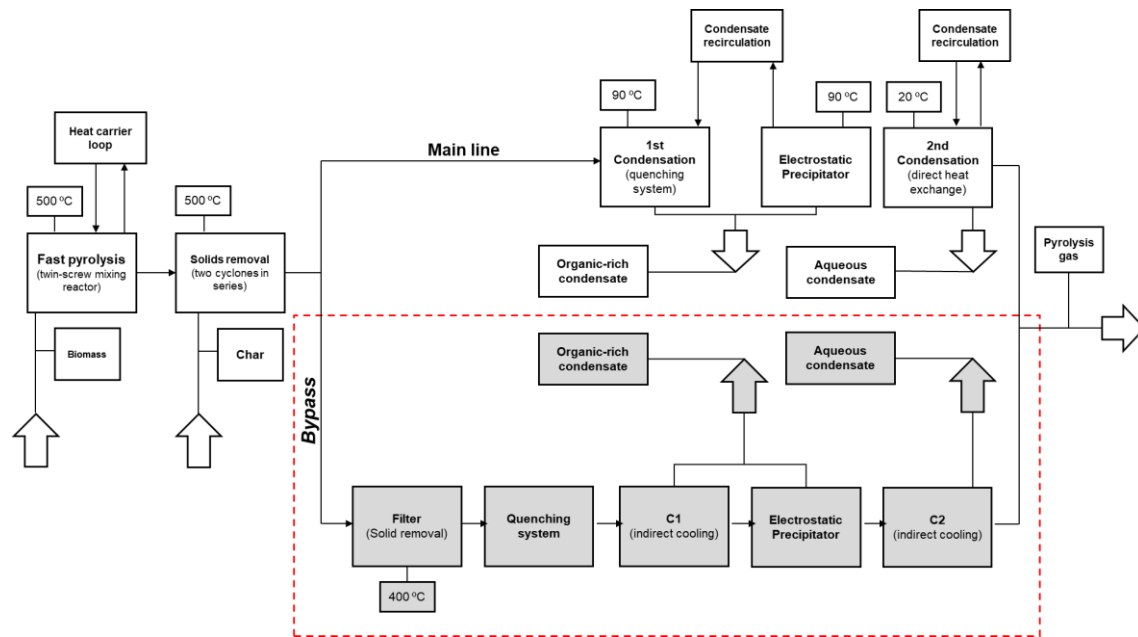 Condensate
recirculation
Condensate
recirculation
90 ºC
90 ºC
20 ºC
Heat carrier
loop
Main line
1st
Condensation
(quenching
system)
Electrostatic
Precipitator
2nd
Condensation
(direct heat
exchange)
500 ºC
500 ºC
Fast pyrolysis
(twin-screw mixing
reactor)
Solids removal
(two cyclones in
series)
Organic-rich
condensate
Aqueous
condensate
Pyrolysis
gas
Biomass
Char
Organic-rich
condensate
Aqueous
condensate
Bypass
Filter
(Solid removal)
Quenching
system
C1
(indirect cooling)
Electrostatic
Precipitator
C2
(indirect cooling)
400 ºC